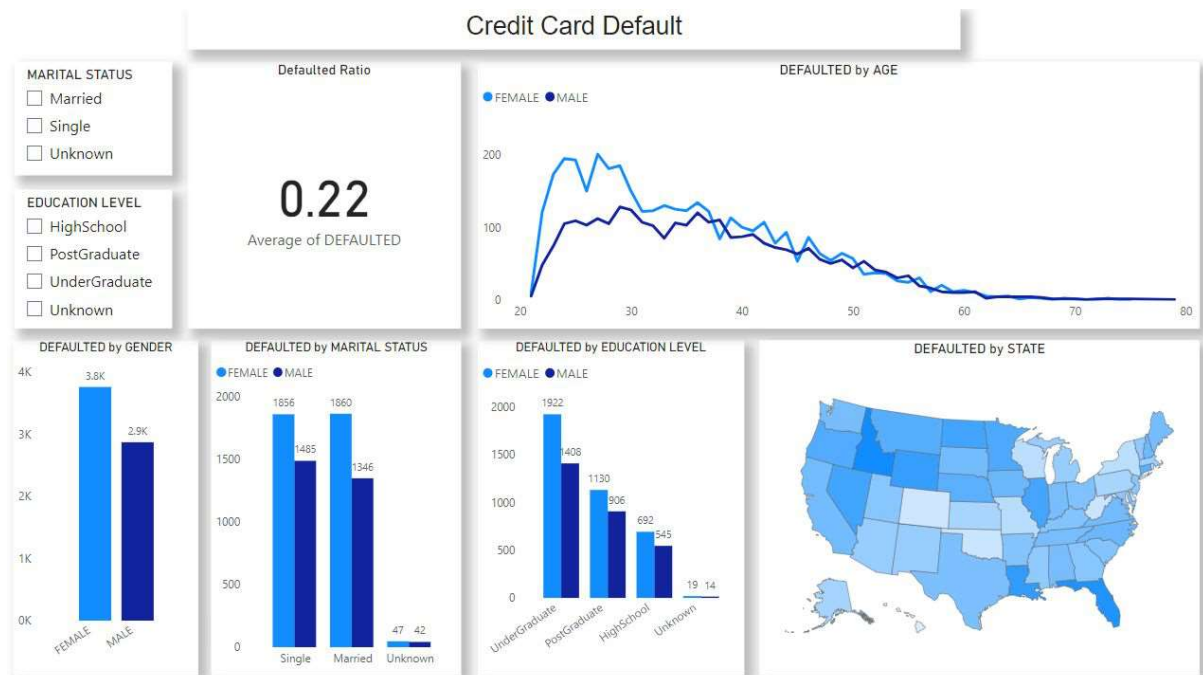 Credit Card Default
MARITAL STATUS
Married
Single
Unknown
EDUCATION LEVEL
HighSchool
PostGraduate
UnderGraduate
Unknown
Defaulted Ratio
0.22
Average of DEFAULTED
DEFAULTED by AGE
FEMALE MALE
200
100
0
20 30 40 50 60 70 80
DEFAULTED by GENDER
4K
3.8K
3K
2.9K
2K
1K
0K
FEMALE MALE
DEFAULTED by MARITAL STATUS
FEMALE MALE
2000
1856 1860
1500
1485
1346
1000
500
47 42
0
Single Married Unknown
DEFAULTED by EDUCATION LEVEL
FEMALE MALE
2000
1922
1500
1408
1130
1000
906
692
545
500
19 14
0
UnderGraduate PostGraduate HighSchool Unknown
DEFAULTED by STATE